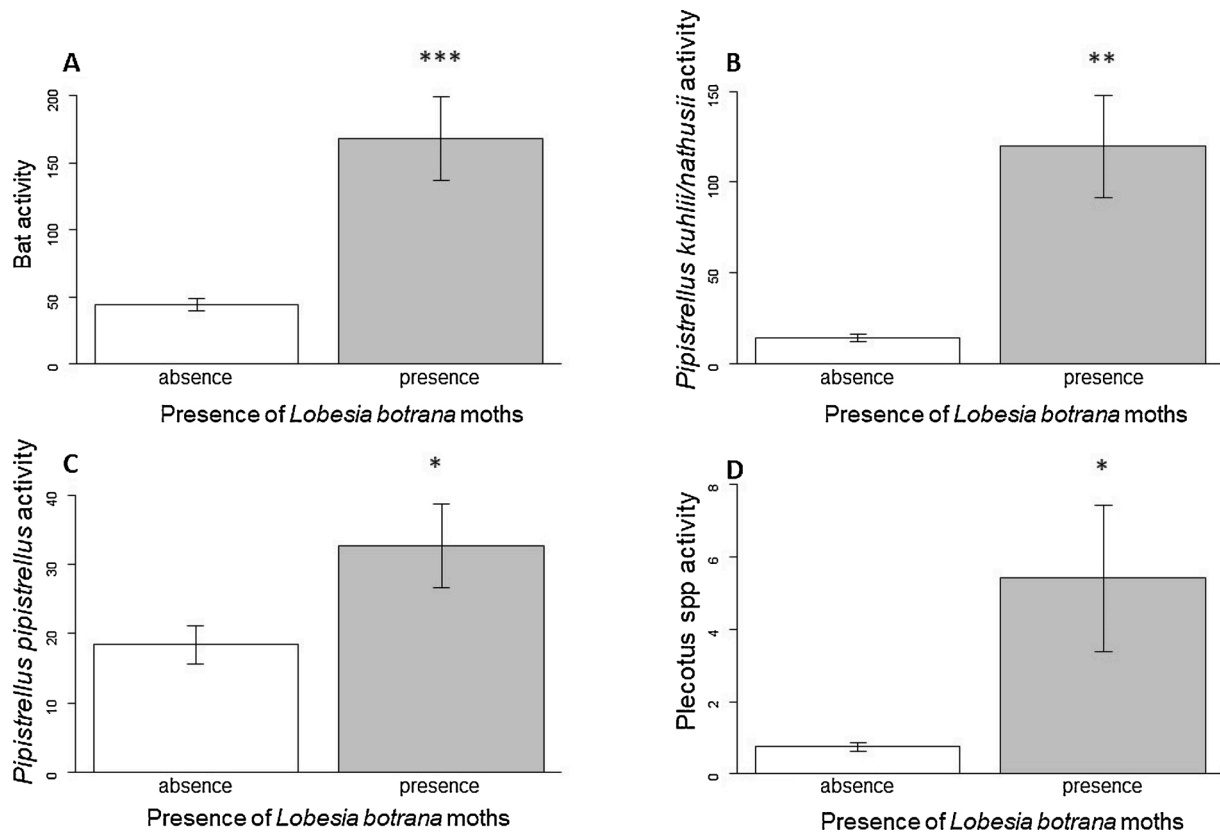 A
***
Bat activity
200
150
100
50
0
absence presence
Presence of Lobesia botrana moths
B
**
Pipistrellus kuhlii/nathusii activity
150
100
50
0
absence presence
Presence of Lobesia botrana moths
C
*
Pipistrellus pipistrellus activity
40
30
20
10
0
absence presence
Presence of Lobesia botrana moths
D
*
Plecotus spp activity
8
6
4
2
0
absence presence
Presence of Lobesia botrana moths